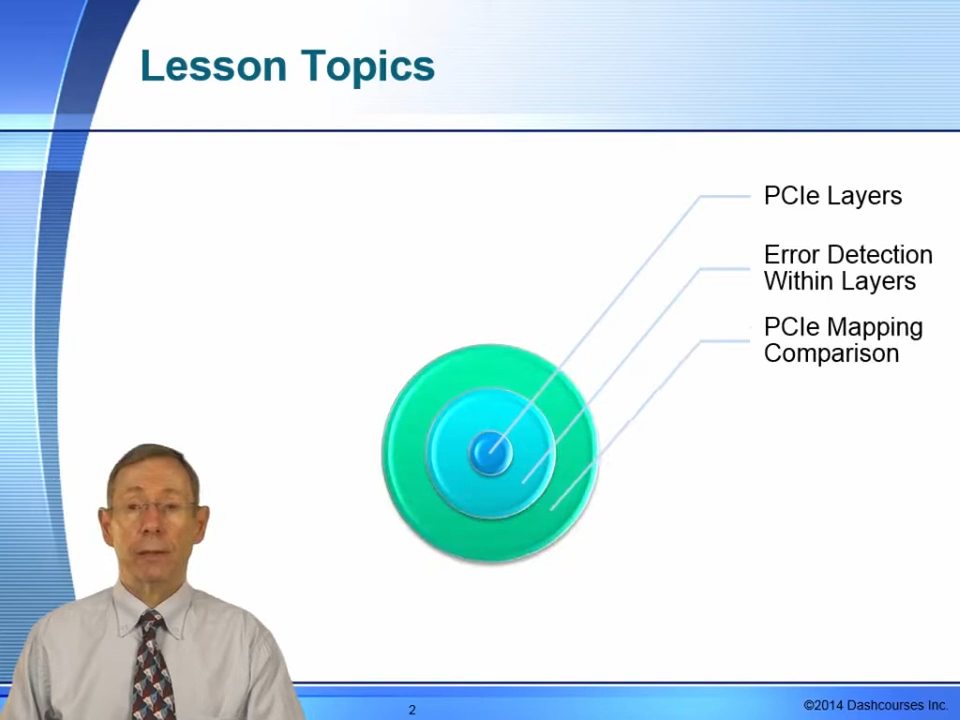 Lesson Topics
PCIe Layers
Error Detection
Within Layers
PCIe Mapping
Comparison
2
©2014 Dashcourses Inc.